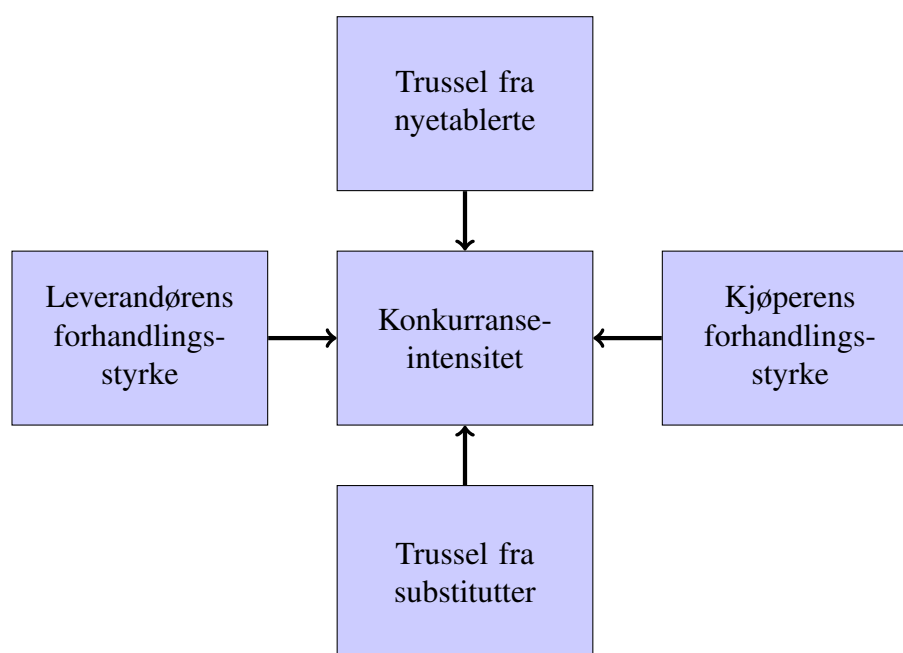 Trussel fra
nyetablerte
Leverandørens
forhandlings-
styrke
Konkurranse-
intensitet
Kjøperens
forhandlings-
styrke
Trussel fra
substitutter